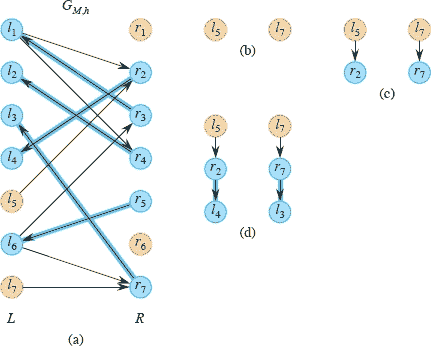 G_{M,h}
l_1 r_1 l_5 l_7 l_5 l_7
(b)
l_2 r_2 r_2 r_7
(c)
l_3 r_3
l_5 l_7
l_4 r_4 r_2 r_7
l_5 r_5 l_4 l_3
(d)
l_6 r_6
l_7 r_7
L R
(a)